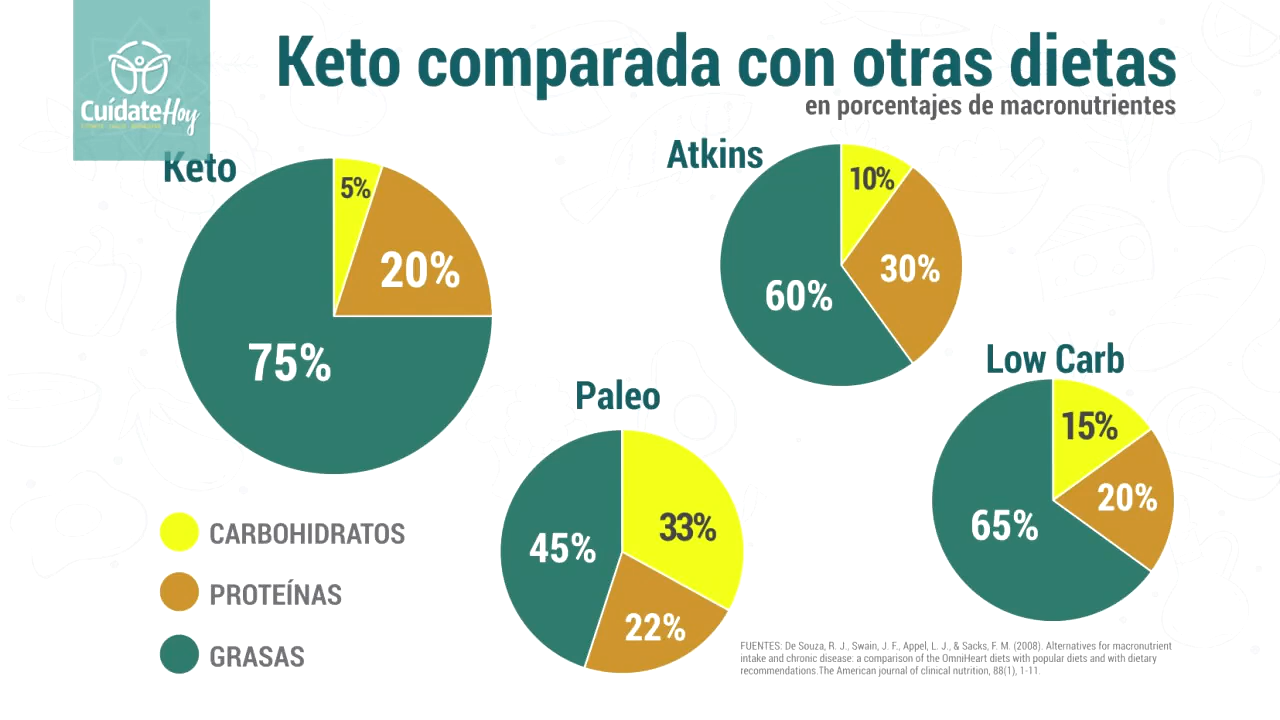 Keto comparada con otras dietas
en porcentajes de macronutrientes
CuídateHoy
Keto
5%
20%
75%
Atkins
10%
30%
60%
Paleo
33%
22%
45%
Low Carb
15%
20%
65%
CARBOHIDRATOS
PROTEÍNAS
GRASAS
FUENTES: De Souza, R. J., Swain, J. F., Appel, L. J., & Sacks, F. M. (2008). Alternatives for macronutrient
intake and chronic disease: a comparison of the OmniHeart diets with popular diets and with dietary
recommendations.The American journal of clinical nutrition, 88(1), 1-11.